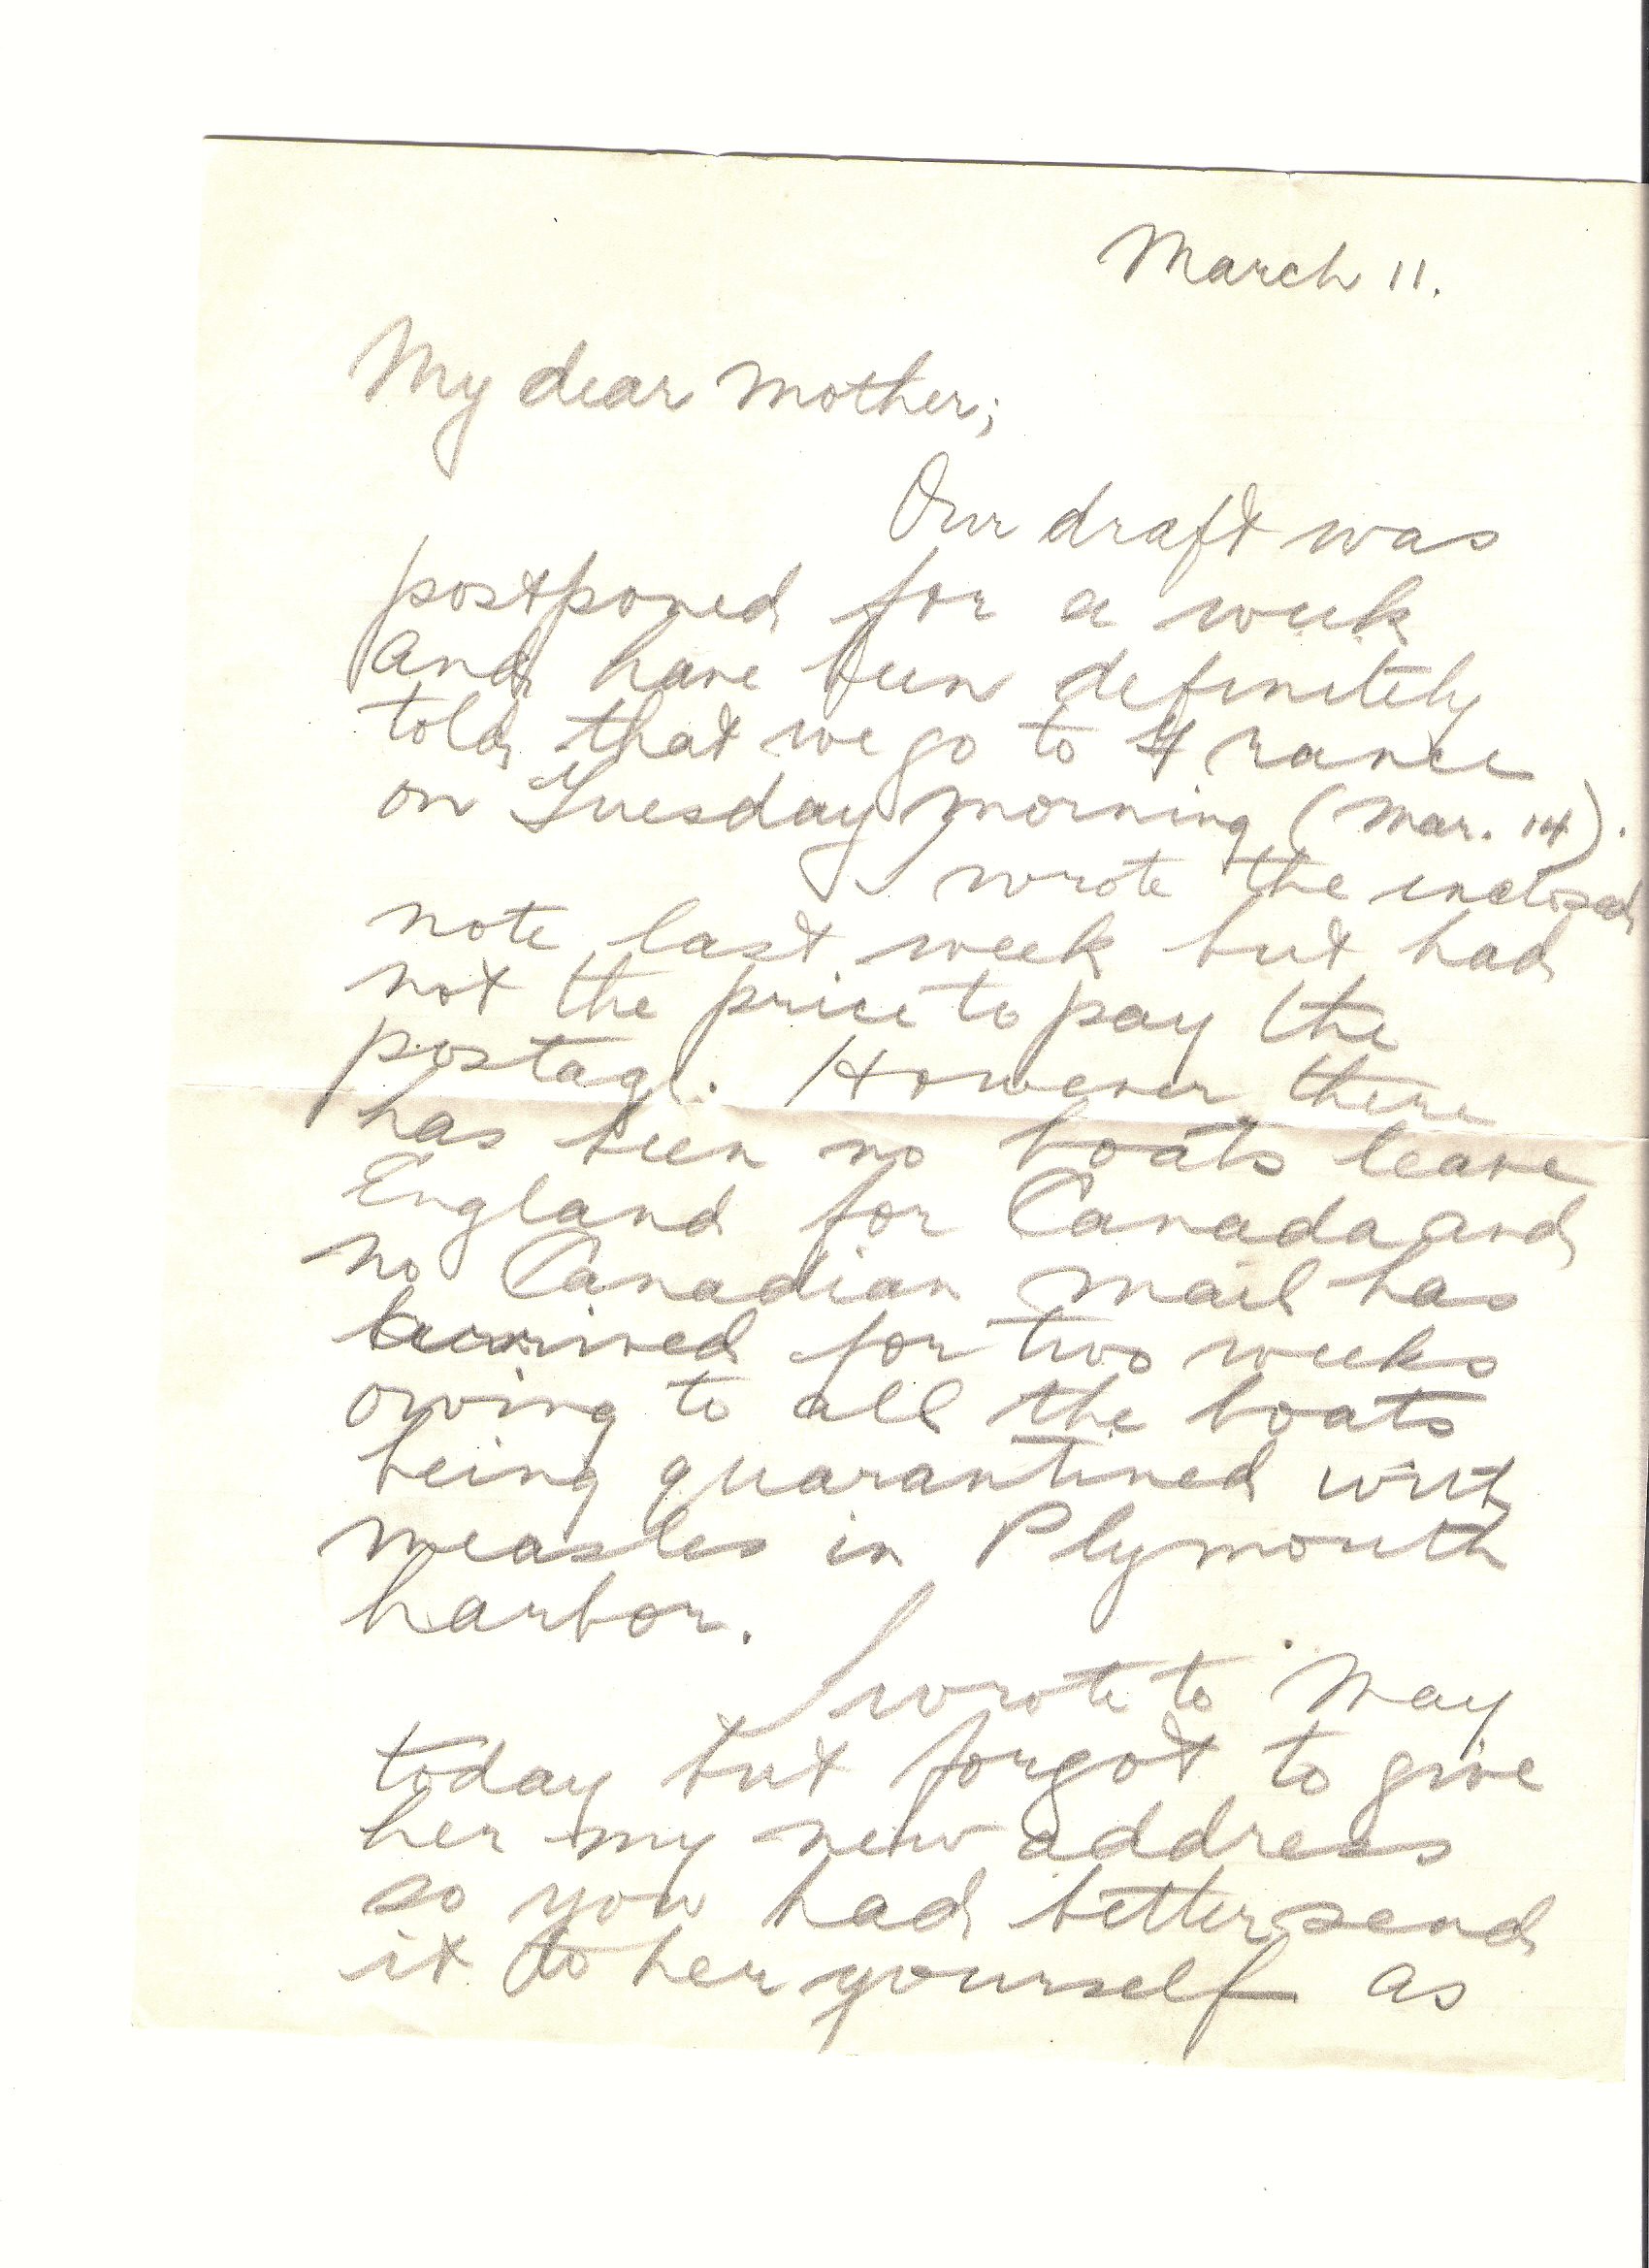 March 11.
My dear mother;
Our draft was
postponed for a week
and have been definitely
told that we go to France
on Tuesday morning (Mar. 14).
I wrote the enclosed
note last week but had
not the price to pay the
postage. However there
has been no boats leave
England for Canada and
no Canadian mail has
arrived for two weeks
owing to all the boats
being quarantined with
measles in Plymouth
harbor.
I wrote to May
today but forgot to give
her my new address
so you had better send
it to her yourself as